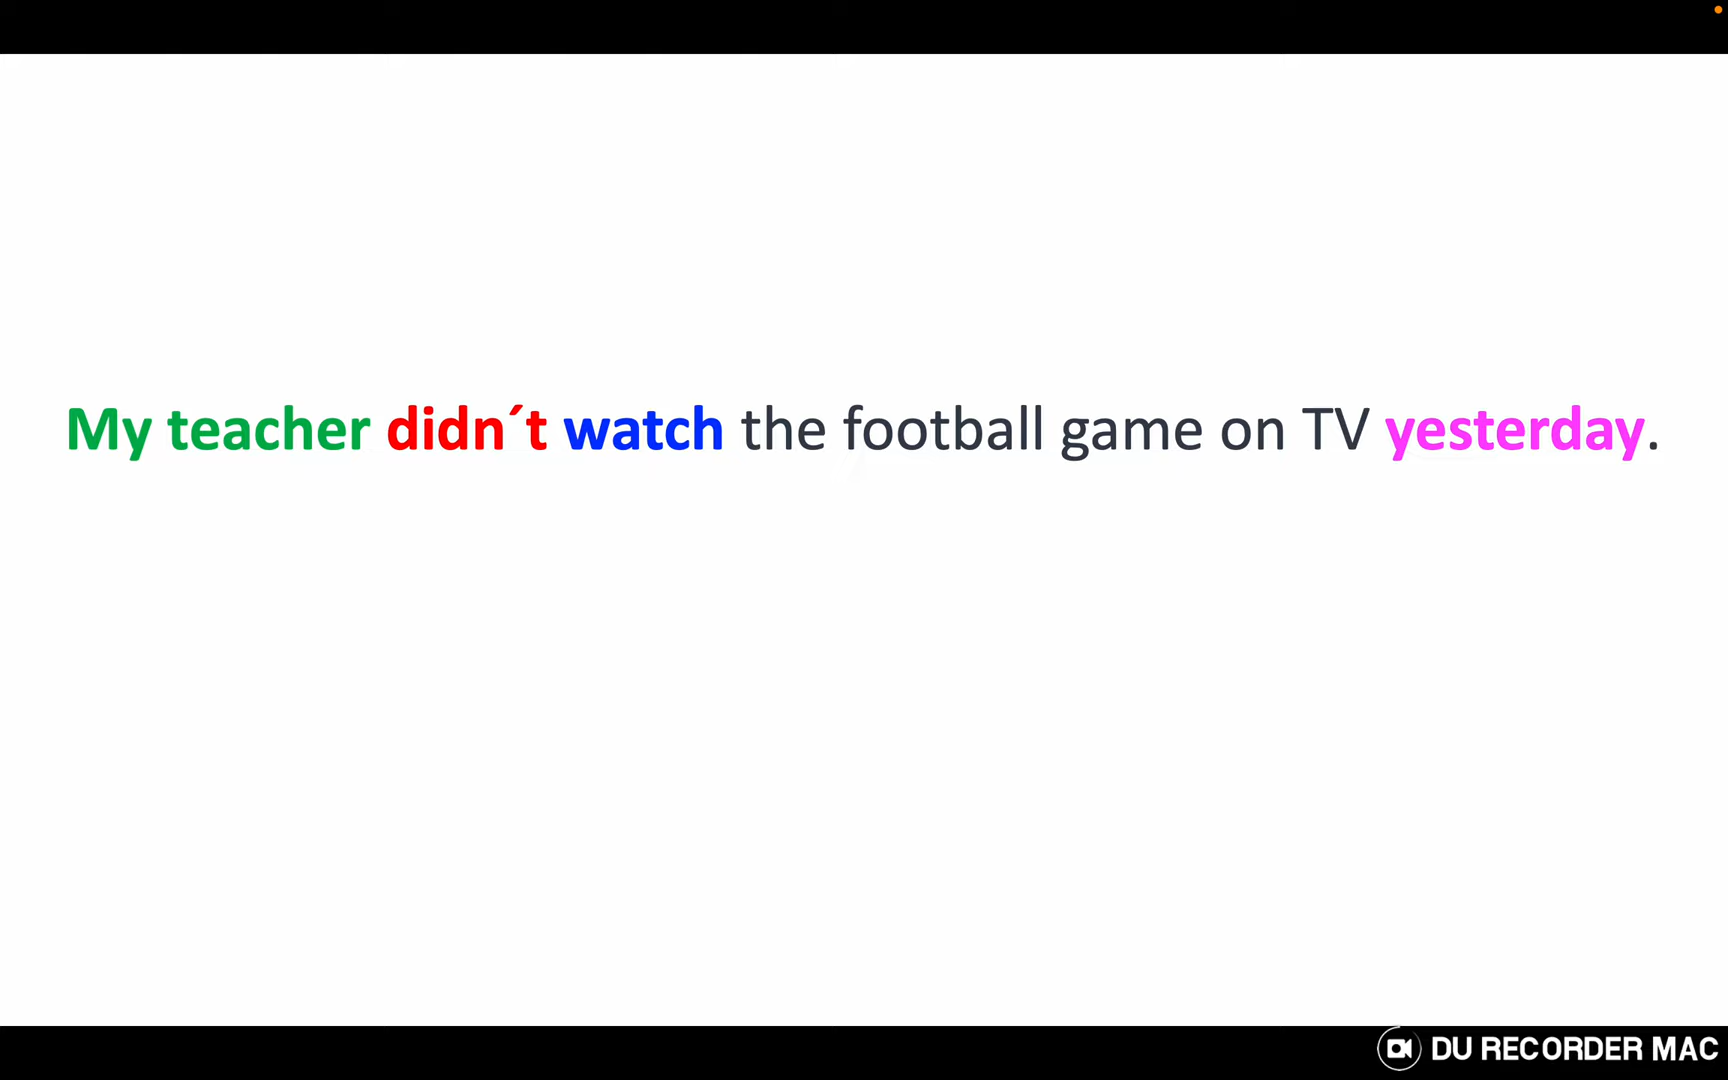 My teacher didn´t watch the football game on TV yesterday.
DU RECORDER MAC